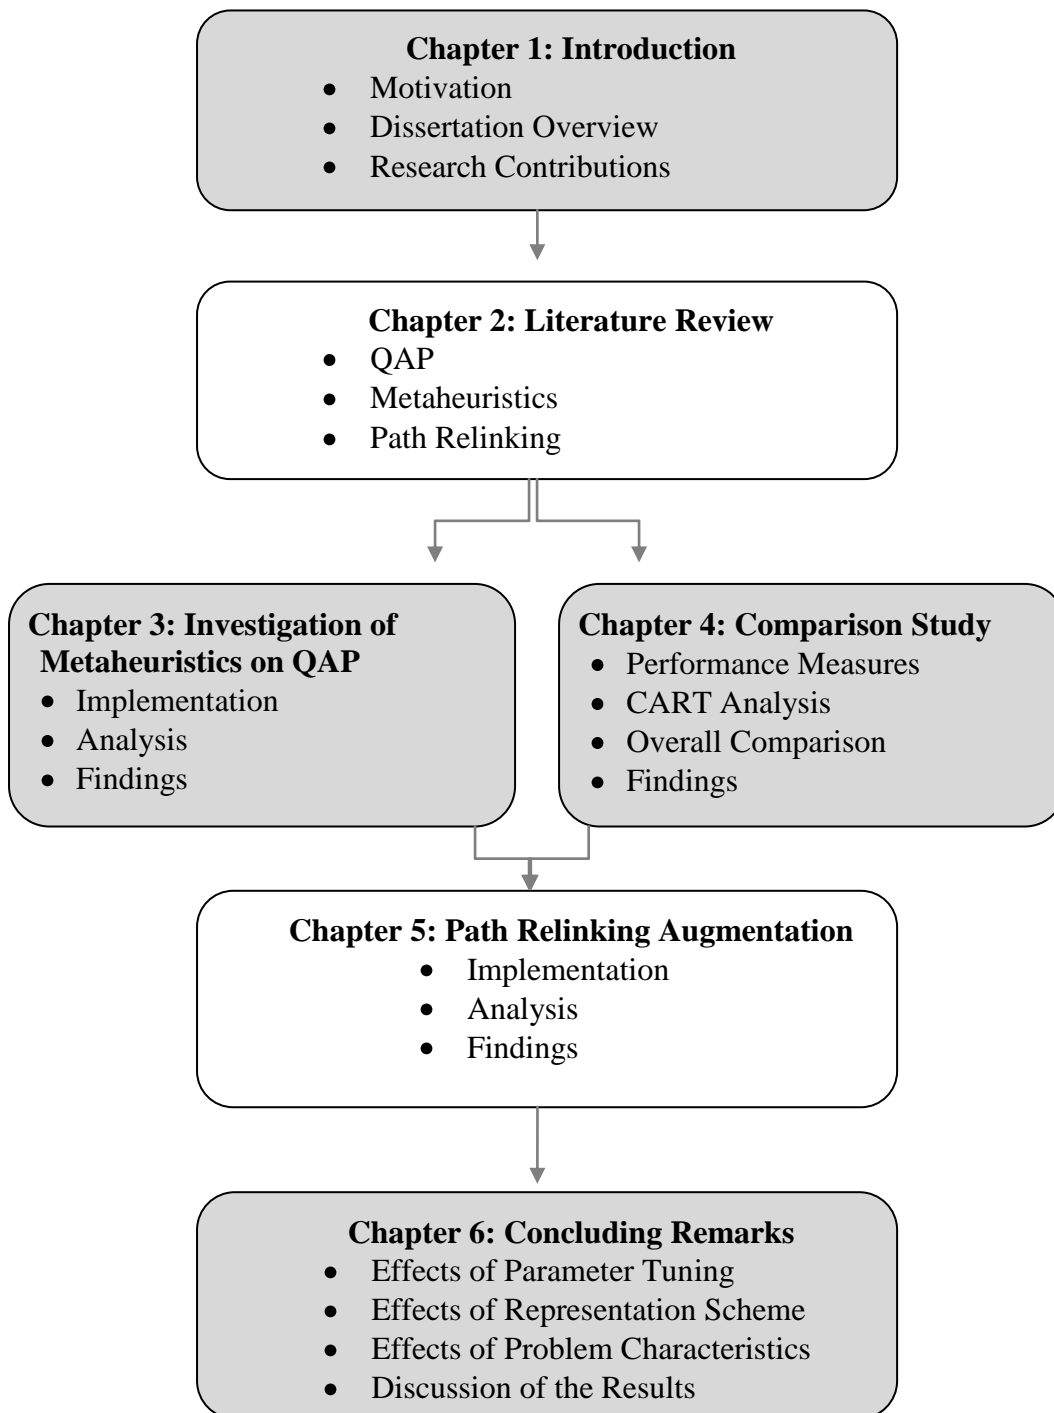 Chapter 1: Introduction
• Motivation
• Dissertation Overview
• Research Contributions
Chapter 2: Literature Review
• QAP
• Metaheuristics
• Path Relinking
Chapter 3: Investigation of
Metaheuristics on QAP
• Implementation
• Analysis
• Findings
Chapter 4: Comparison Study
• Performance Measures
• CART Analysis
• Overall Comparison
• Findings
Chapter 5: Path Relinking Augmentation
• Implementation
• Analysis
• Findings
Chapter 6: Concluding Remarks
• Effects of Parameter Tuning
• Effects of Representation Scheme
• Effects of Problem Characteristics
• Discussion of the Results